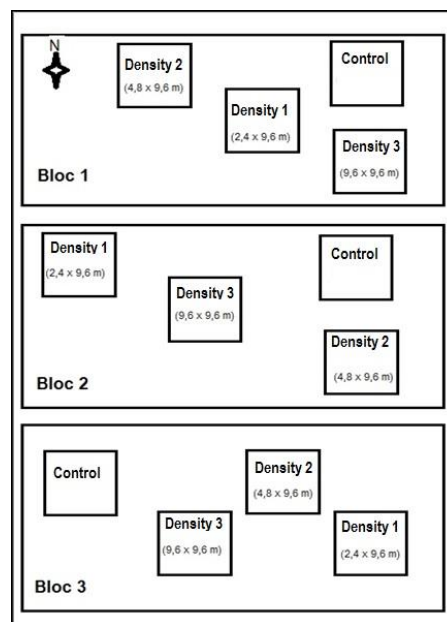 N
Density 2
(4,8 x 9,6 m)
Control
Density 1
(2,4 x 9,6 m)
Density 3
(9,6 x 9,6 m)
Bloc 1
Density 1
(2,4 x 9,6 m)
Control
Density 3
(9,6 x 9,6 m)
Density 2
(4,8 x 9,6 m)
Bloc 2
Control
Density 2
(4,8 x 9,6 m)
Density 3
(9,6 x 9,6 m)
Density 1
(2,4 x 9,6 m)
Bloc 3